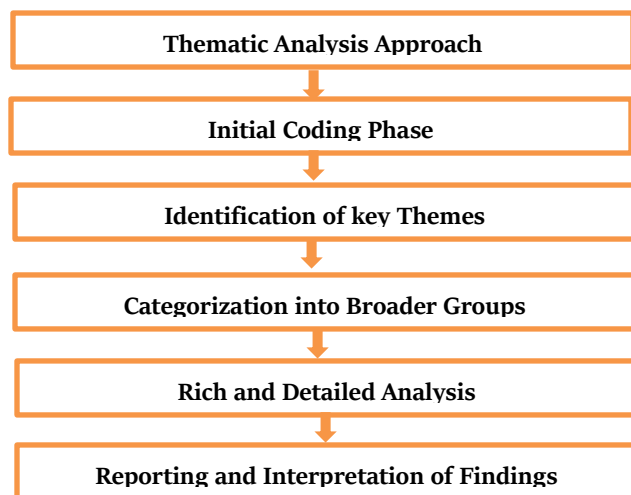 Thematic Analysis Approach
Initial Coding Phase
Identification of key Themes
Categorization into Broader Groups
Rich and Detailed Analysis
Reporting and Interpretation of Findings